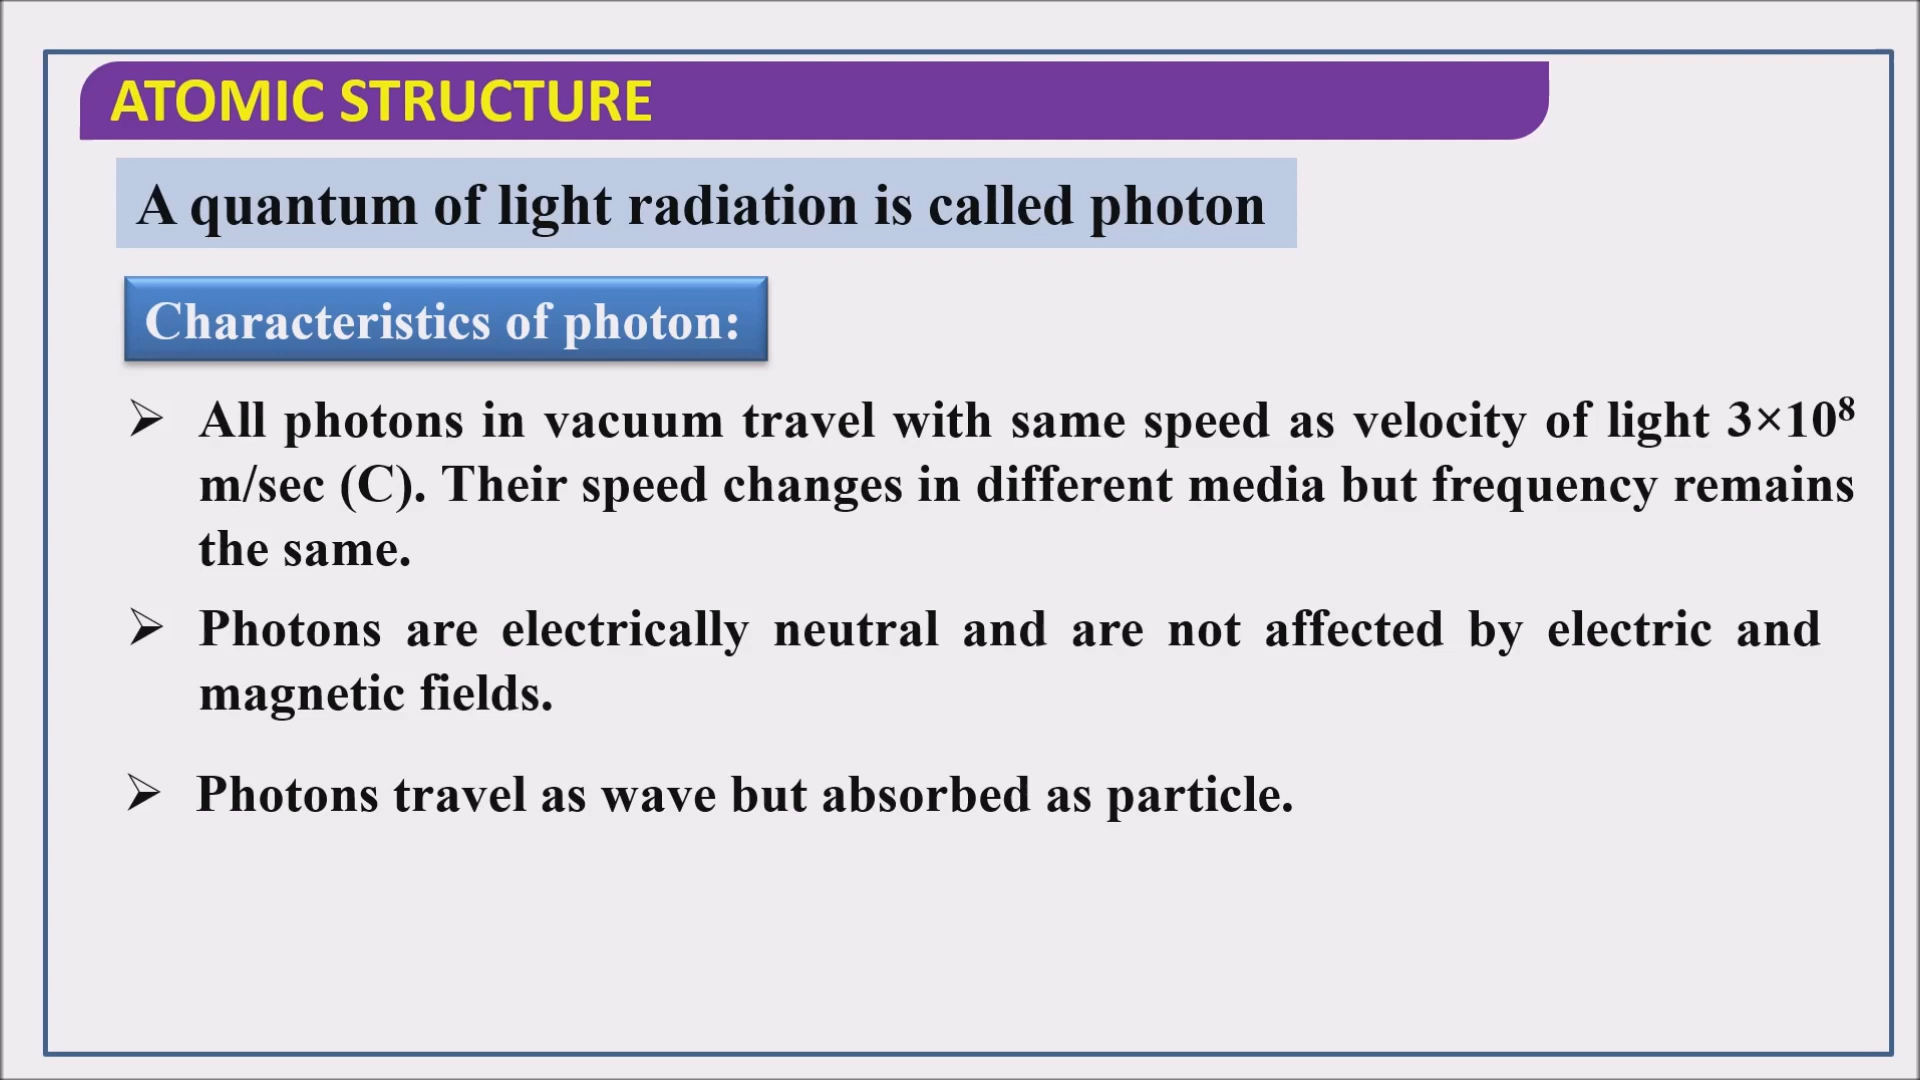 ATOMIC STRUCTURE
A quantum of light radiation is called photon
Characteristics of photon:
➢ All photons in vacuum travel with same speed as velocity of light 3×10⁸
m/sec (C). Their speed changes in different media but frequency remains
the same.
➢ Photons are electrically neutral and are not affected by electric and
magnetic fields.
➢ Photons travel as wave but absorbed as particle.